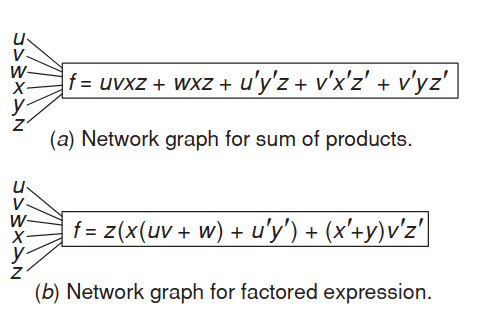 u
v
w
x
y
z
f = uvxz + wxz + u'y'z + v'x'z' + v'yz'
(a) Network graph for sum of products.
u
v
w
x
y
z
f = z(x(uv + w) + u'y') + (x'+y)v'z'
(b) Network graph for factored expression.